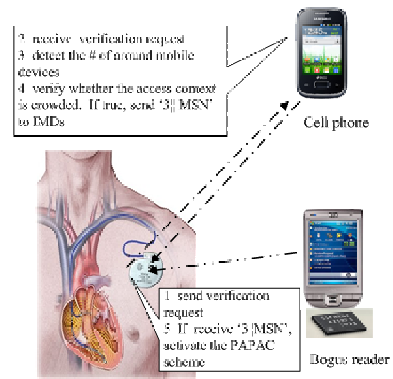 2 receive verification request
3 detect the # of around mobile
devices
4 verify whether the access context
is crowded. If true, send '3||MSN'
to IMDs
Cell phone
1 send verification
request
5 If receive '3||MSN',
activate the PAPAC
scheme
Bogus reader